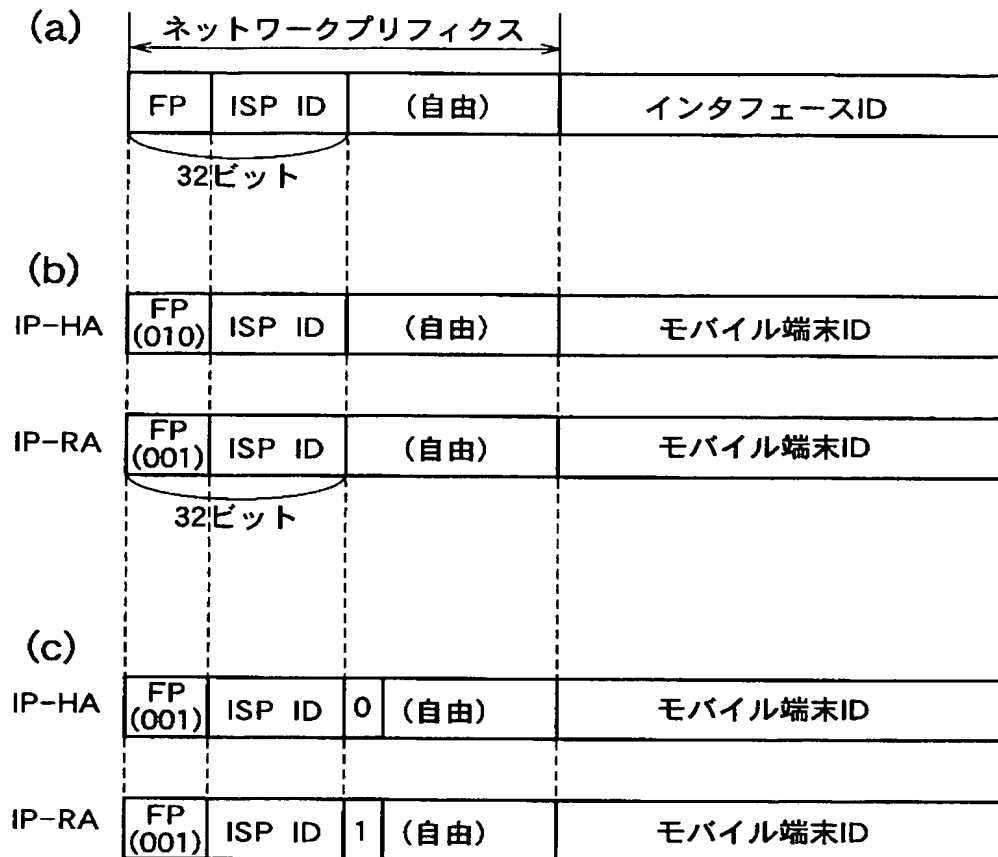 (a)
ネットワークプリフィクス
FP ISP ID (自由) インタフェースID
32ビット
(b)
IP-HA FP (010) ISP ID (自由) モバイル端末ID
IP-RA FP (001) ISP ID (自由) モバイル端末ID
32ビット
(c)
IP-HA FP (001) ISP ID 0 (自由) モバイル端末ID
IP-RA FP (001) ISP ID 1 (自由) モバイル端末ID